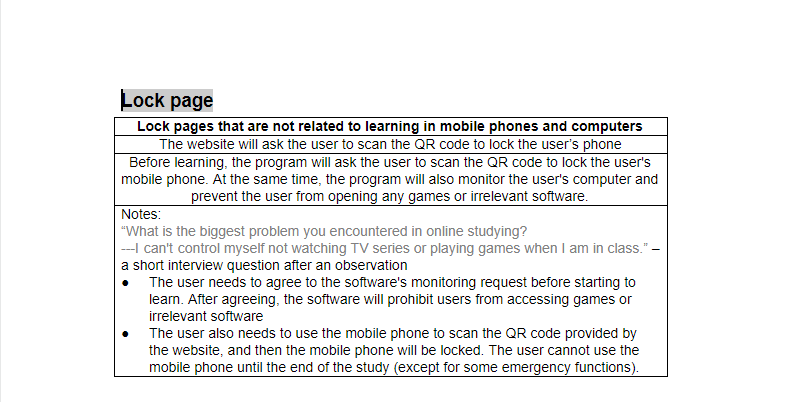 Lock page
Lock pages that are not related to learning in mobile phones and computers
The website will ask the user to scan the QR code to lock the user’s phone
Before learning, the program will ask the user to scan the QR code to lock the user's
mobile phone. At the same time, the program will also monitor the user's computer and
prevent the user from opening any games or irrelevant software.
Notes:
“What is the biggest problem you encountered in online studying?
---I can't control myself not watching TV series or playing games when I am in class.” –
a short interview question after an observation
● The user needs to agree to the software's monitoring request before starting to
learn. After agreeing, the software will prohibit users from accessing games or
irrelevant software
● The user also needs to use the mobile phone to scan the QR code provided by
the website, and then the mobile phone will be locked. The user cannot use the
mobile phone until the end of the study (except for some emergency functions).